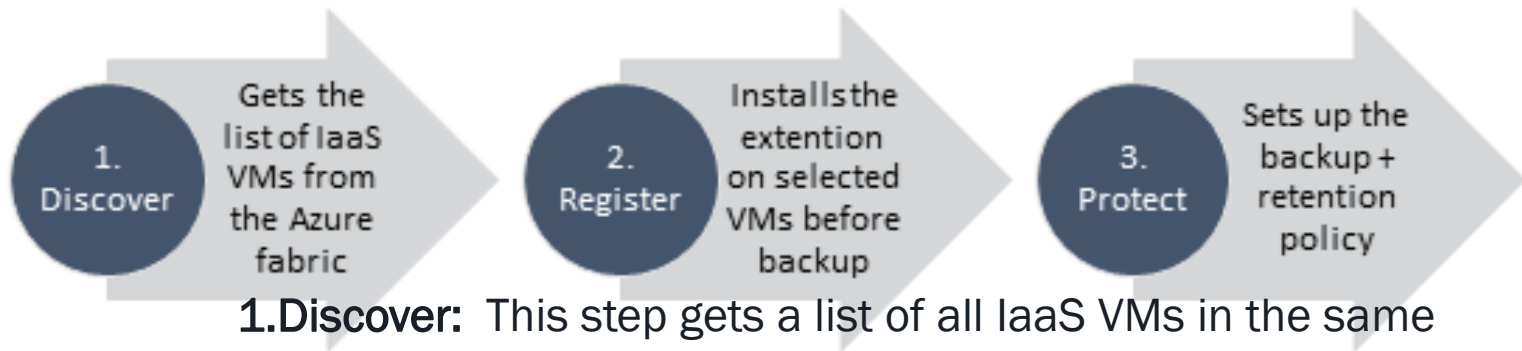 1.
Discover
Gets the
list of IaaS
VMs from
the Azure
fabric
2.
Register
Installs the
extention
on selected
VMs before
backup
3.
Protect
Sets up the
backup +
retention
policy
1.Discover: This step gets a list of all IaaS VMs in the same